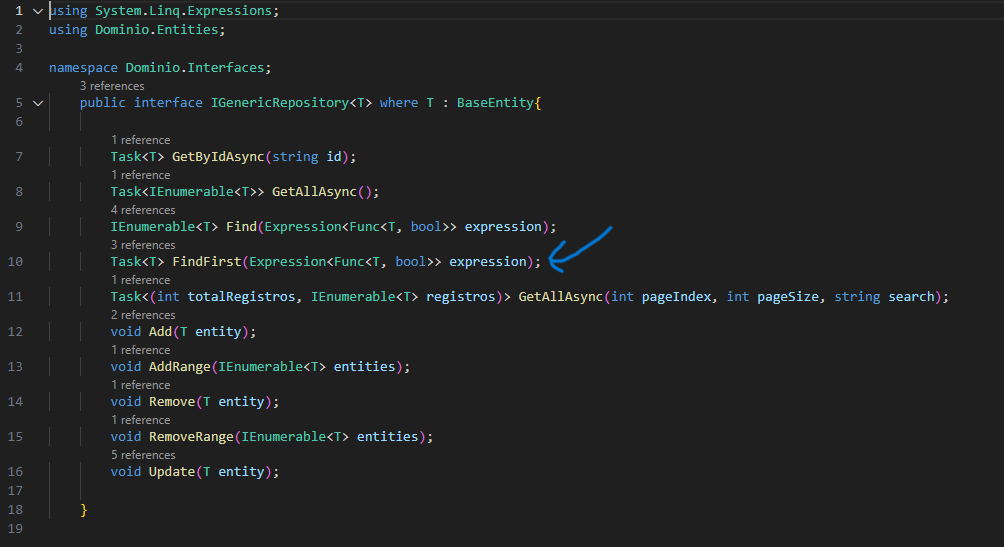 1 using System.Linq.Expressions;
2 using Dominio.Entities;
3
4 namespace Dominio.Interfaces;
3 references
5 public interface IGenericRepository<T> where T : BaseEntity{
6
1 reference
7 Task<T> GetByIdAsync(string id);
1 reference
8 Task<IEnumerable<T>> GetAllAsync();
4 references
9 IEnumerable<T> Find(Expression<Func<T, bool>> expression);
3 references
10 Task<T> FindFirst(Expression<Func<T, bool>> expression);
1 reference
11 Task<(int totalRegistros, IEnumerable<T> registros)> GetAllAsync(int pageIndex, int pageSize, string search);
2 references
12 void Add(T entity);
1 reference
13 void AddRange(IEnumerable<T> entities);
1 reference
14 void Remove(T entity);
1 reference
15 void RemoveRange(IEnumerable<T> entities);
5 references
16 void Update(T entity);
17
18 }
19